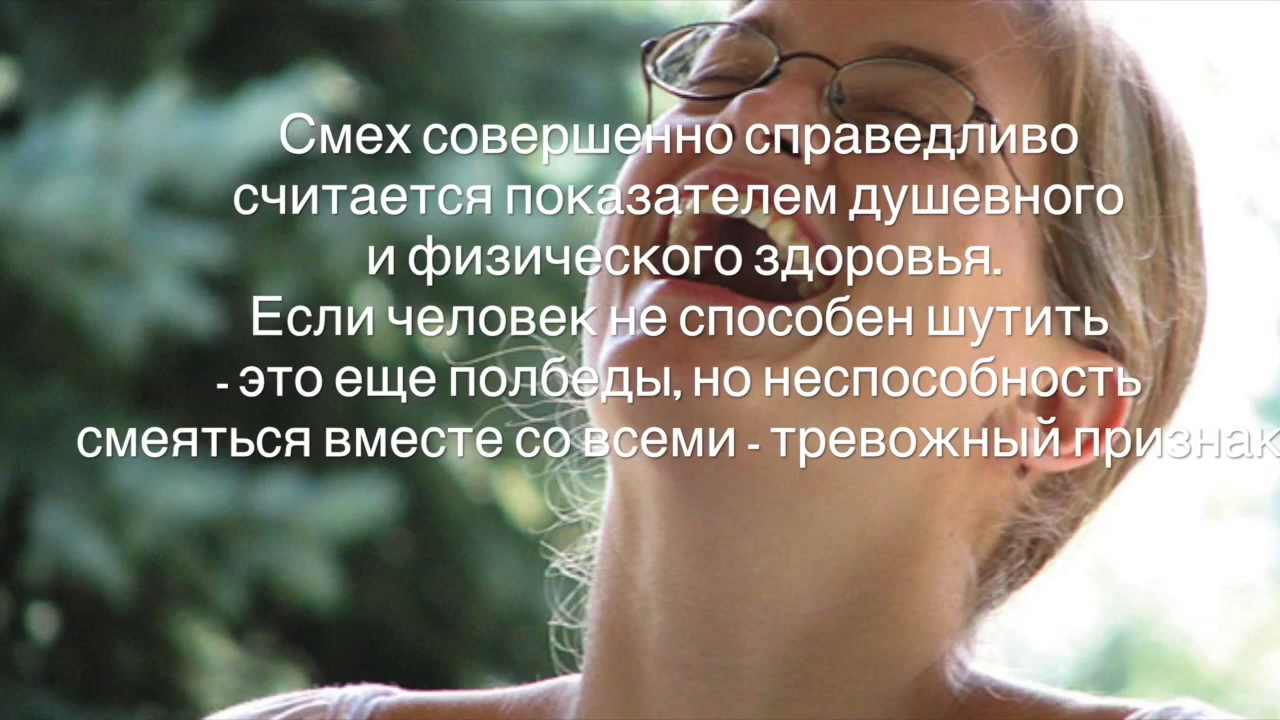 Смех совершенно справедливо
считается показателем душевного
и физического здоровья.
Если человек не способен шутить
- это еще полбеды, но неспособность
смеяться вместе со всеми - тревожный признак